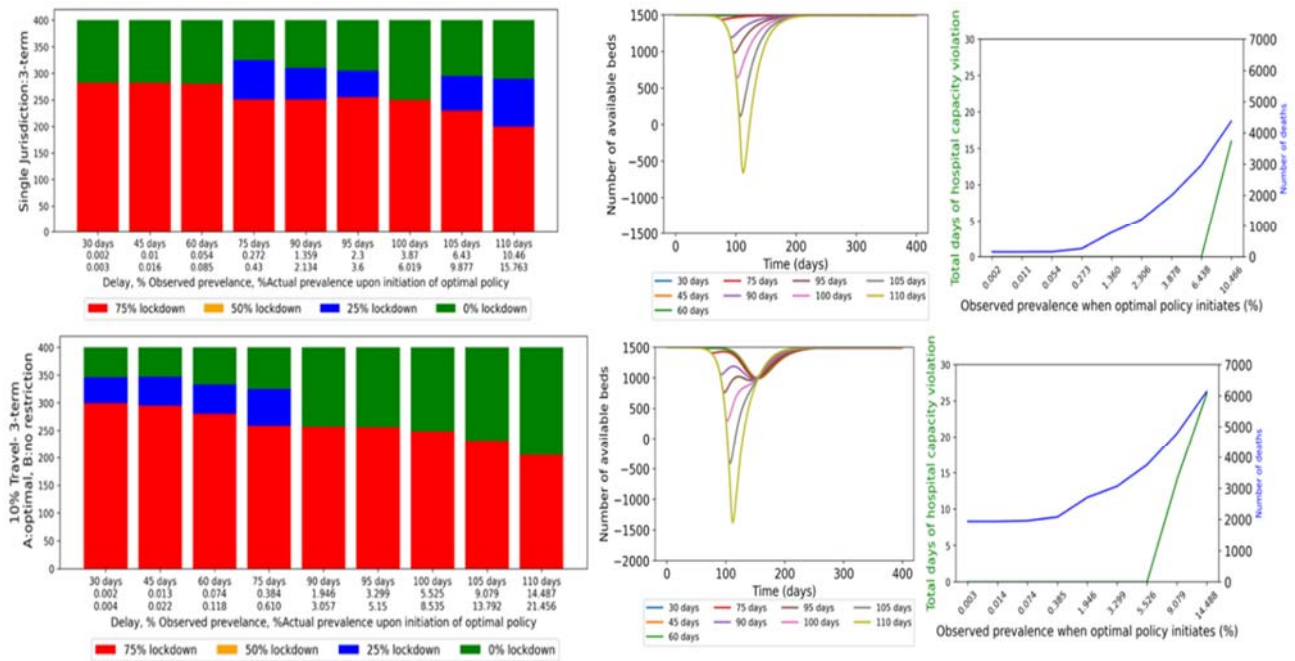 Single Jurisdiction:3-term
400
350
300
250
200
150
100
50
0
30 days 45 days 60 days 75 days 90 days 95 days 100 days 105 days 110 days
0.002 0.01 0.054 0.272 1.359 2.3 3.87 6.43 10.46
0.003 0.016 0.085 0.43 2.134 3.6 6.019 9.877 15.763
Delay, % Observed prevelance, %Actual prevalence upon initiation of optimal policy
75% lockdown 50% lockdown 25% lockdown 0% lockdown
Number of available beds
1500
1000
500
0
−500
−1000
−1500
0 100 200 300 400
Time (days)
30 days 75 days 95 days 105 days
45 days 90 days 100 days 110 days
60 days
Total days of hospital capacity violation
30
25
20
15
10
5
0
7000
6000
5000
4000
3000
2000
1000
0
Number of deaths
0.002 0.011 0.054 0.273 1.360 2.306 3.878 6.438 10.466
Observed prevalence when optimal policy initiates (%)
10% Travel- 3-term
A:optimal, B:no restriction
400
350
300
250
200
150
100
50
0
30 days 45 days 60 days 75 days 90 days 95 days 100 days 105 days 110 days
0.002 0.013 0.074 0.384 1.946 3.299 5.525 9.079 14.487
0.004 0.022 0.118 0.610 3.057 5.15 8.535 13.792 21.456
Delay, % Observed prevelance, %Actual prevalence upon initiation of optimal policy
75% lockdown 50% lockdown 25% lockdown 0% lockdown
Number of available beds
1500
1000
500
0
−500
−1000
−1500
−2000
0 100 200 300 400
Time (days)
30 days 75 days 95 days 105 days
45 days 90 days 100 days 110 days
60 days
Total days of hospital capacity violation
30
25
20
15
10
5
0
7000
6000
5000
4000
3000
2000
1000
0
Number of deaths
0.003 0.014 0.074 0.385 1.946 3.299 5.526 9.079 14.488
Observed prevalence when optimal policy initiates (%)